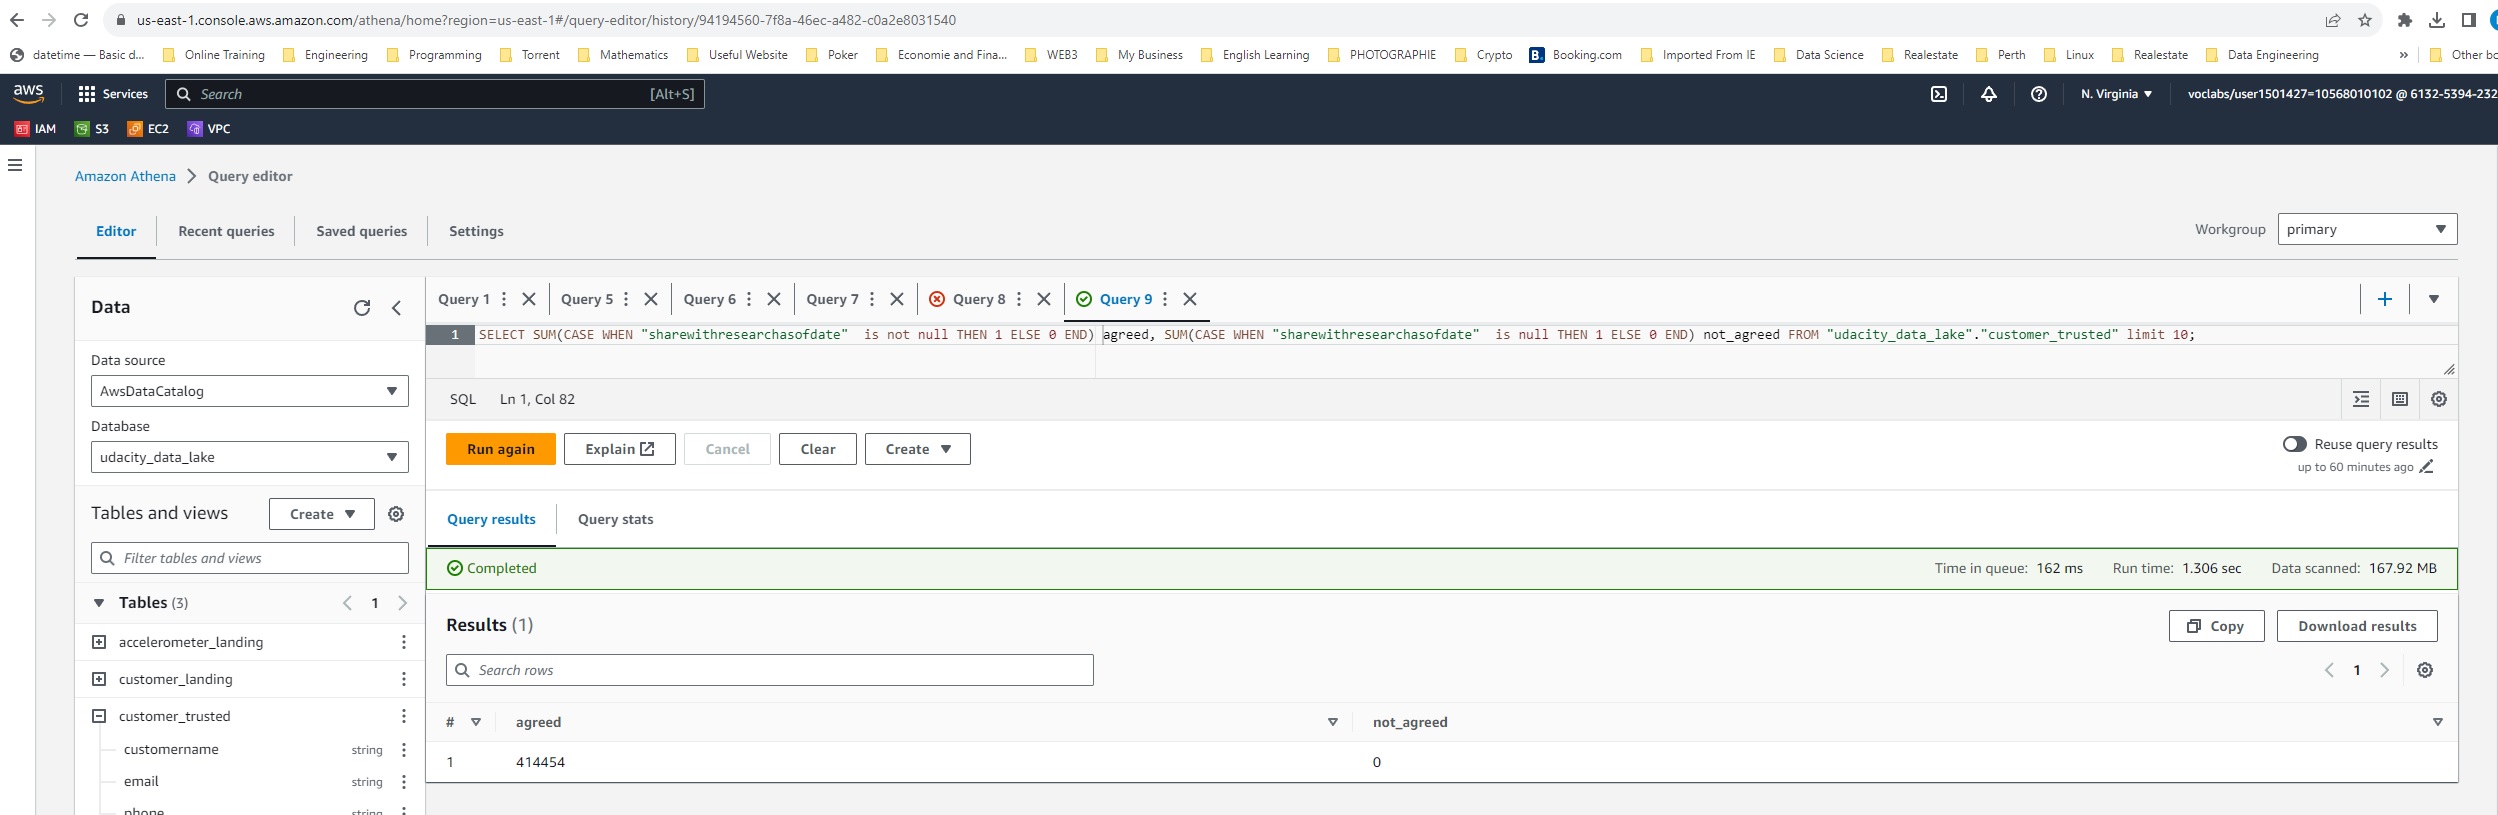 us-east-1.console.aws.amazon.com/athena/home?region=us-east-1#/query-editor/history/94194560-7f8a-46ec-a482-c0a2e8031540
datetime — Basic d... Online Training Engineering Programming Torrent Mathematics Useful Website Poker Economie and Fina... WEB3 My Business English Learning PHOTOGRAPHIE Crypto B. Booking.com Imported From IE Data Science Realestate Perth Linux Realestate Data Engineering » Other bo
aws Services Search [Alt+S] N. Virginia voclabs/user1501427=10568010102 @ 6132-5394-232
IAM S3 EC2 VPC
Amazon Athena > Query editor
Editor Recent queries Saved queries Settings
Workgroup primary
Data
Data source
AwsDataCatalog
Database
udacity_data_lake
Tables and views Create
Filter tables and views
Tables (3) 1
accelerometer_landing
customer_landing
customer_trusted
customername string
email string
phone string
Query 1 Query 5 Query 6 Query 7 Query 8 Query 9
1 SELECT SUM(CASE WHEN "sharewithresearchasofdate"  is not null THEN 1 ELSE 0 END) agreed, SUM(CASE WHEN "sharewithresearchasofdate"  is null THEN 1 ELSE 0 END) not_agreed FROM "udacity_data_lake"."customer_trusted" limit 10;
SQL Ln 1, Col 82
Run again Explain Cancel Clear Create
Reuse query results
up to 60 minutes ago
Query results Query stats
Completed Time in queue: 162 ms Run time: 1.306 sec Data scanned: 167.92 MB
Results (1) Copy Download results
Search rows 1
# agreed not_agreed
1 414454 0